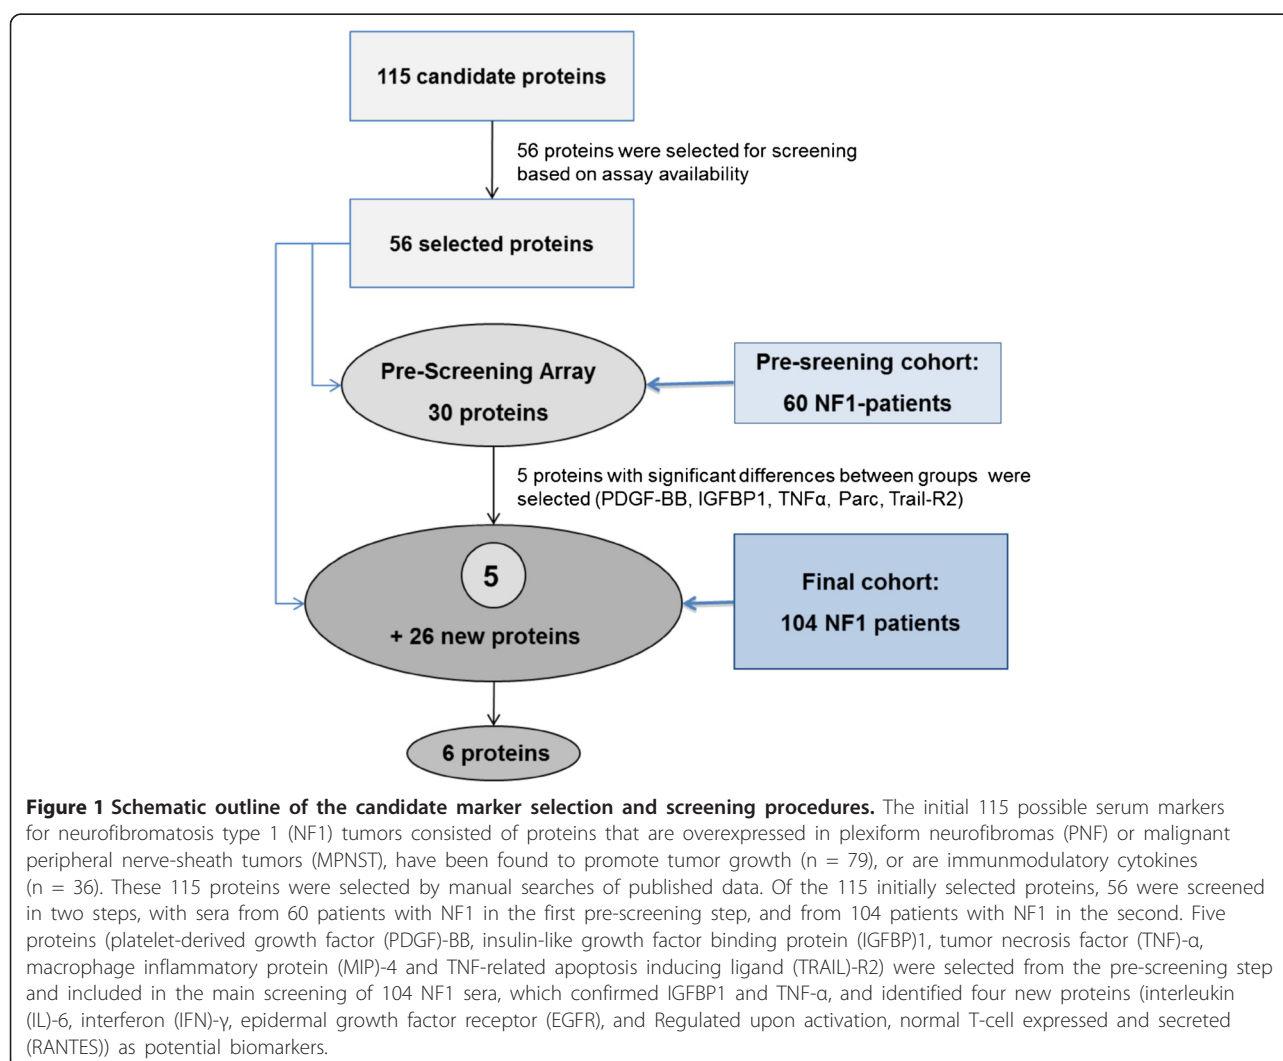 115 candidate proteins
56 proteins were selected for screening
based on assay availability
56 selected proteins
Pre-Screening Array
30 proteins
Pre-sreening cohort:
60 NF1-patients
5 proteins with significant differences between groups were
selected (PDGF-BB, IGFBP1, TNFα, Parc, Trail-R2)
5
+ 26 new proteins
Final cohort:
104 NF1 patients
6 proteins
Figure 1 Schematic outline of the candidate marker selection and screening procedures. The initial 115 possible serum markers
for neurofibromatosis type 1 (NF1) tumors consisted of proteins that are overexpressed in plexiform neurofibromas (PNF) or malignant
peripheral nerve-sheath tumors (MPNST), have been found to promote tumor growth (n = 79), or are immunmodulatory cytokines
(n = 36). These 115 proteins were selected by manual searches of published data. Of the 115 initially selected proteins, 56 were screened
in two steps, with sera from 60 patients with NF1 in the first pre-screening step, and from 104 patients with NF1 in the second. Five
proteins (platelet-derived growth factor (PDGF)-BB, insulin-like growth factor binding protein (IGFBP)1, tumor necrosis factor (TNF)-α,
macrophage inflammatory protein (MIP)-4 and TNF-related apoptosis inducing ligand (TRAIL)-R2) were selected from the pre-screening step
and included in the main screening of 104 NF1 sera, which confirmed IGFBP1 and TNF-α, and identified four new proteins (interleukin
(IL)-6, interferon (IFN)-γ, epidermal growth factor receptor (EGFR), and Regulated upon activation, normal T-cell expressed and secreted
(RANTES)) as potential biomarkers.